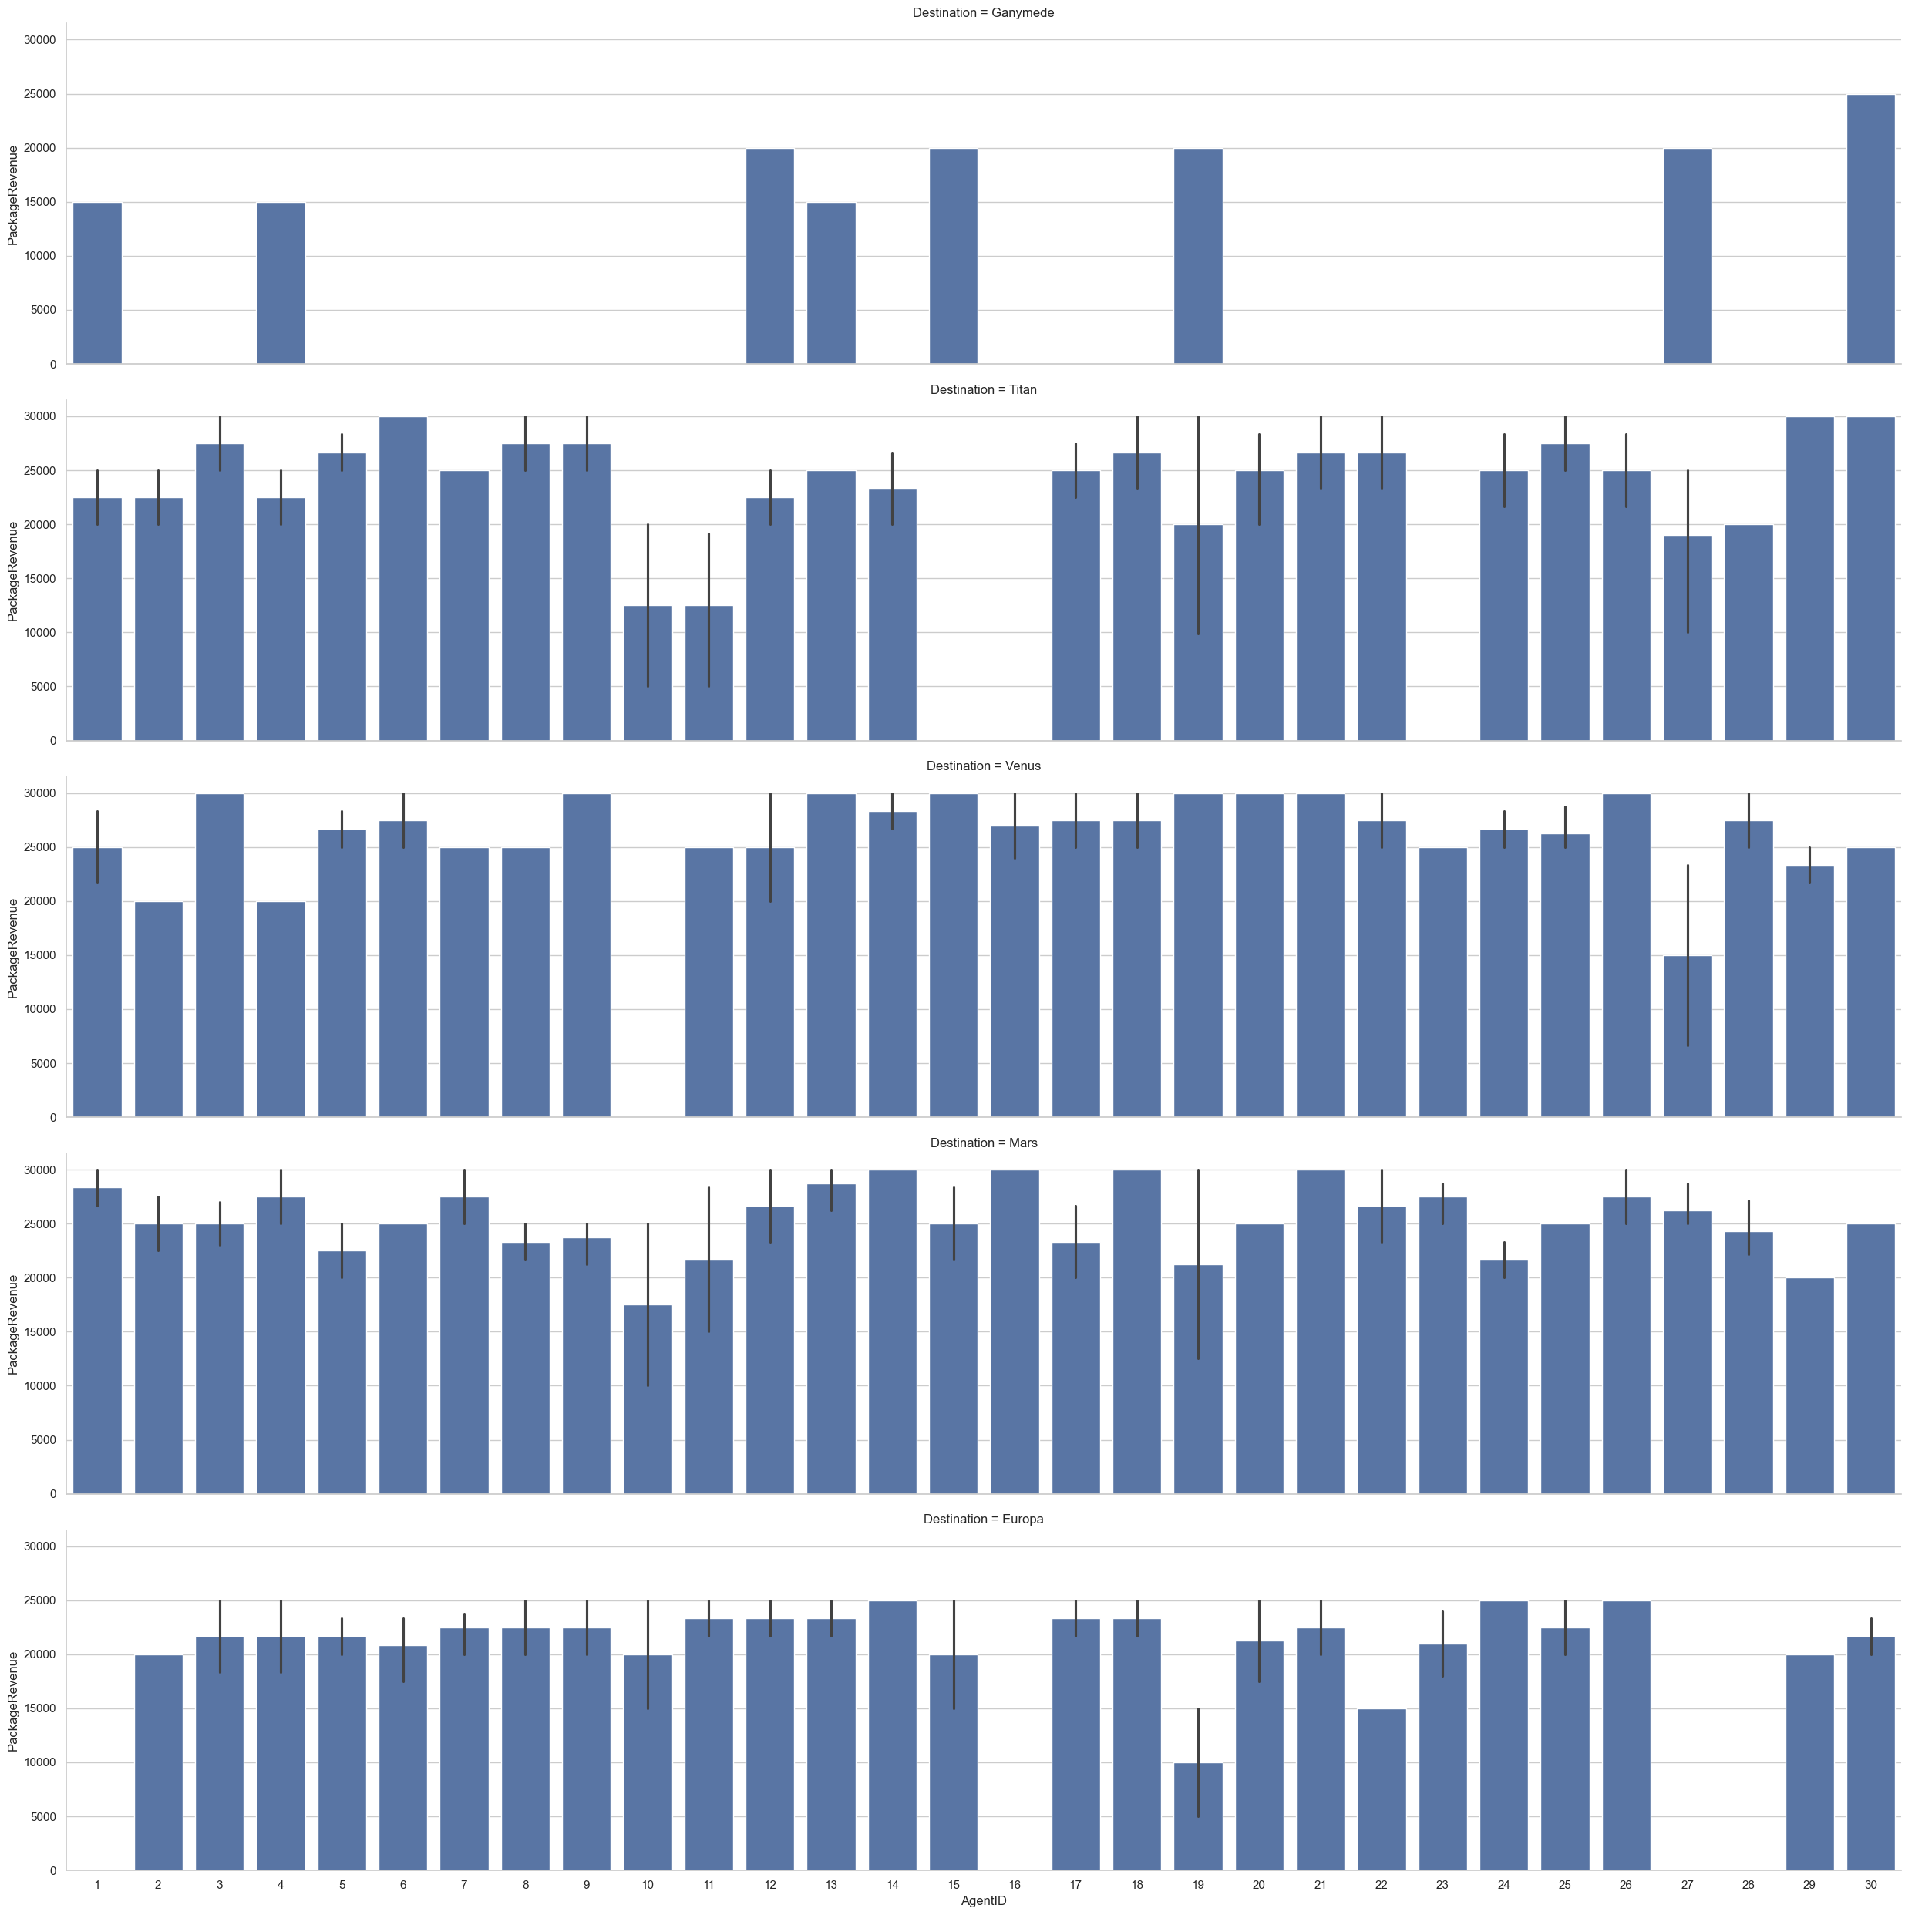 Destination = Ganymede
30000
25000
20000
15000
10000
5000
0
PackageRevenue
Destination = Titan
30000
25000
20000
15000
10000
5000
0
PackageRevenue
Destination = Venus
30000
25000
20000
15000
10000
5000
0
PackageRevenue
Destination = Mars
30000
25000
20000
15000
10000
5000
0
PackageRevenue
Destination = Europa
30000
25000
20000
15000
10000
5000
0
PackageRevenue
1 2 3 4 5 6 7 8 9 10 11 12 13 14 15 16 17 18 19 20 21 22 23 24 25 26 27 28 29 30
AgentID